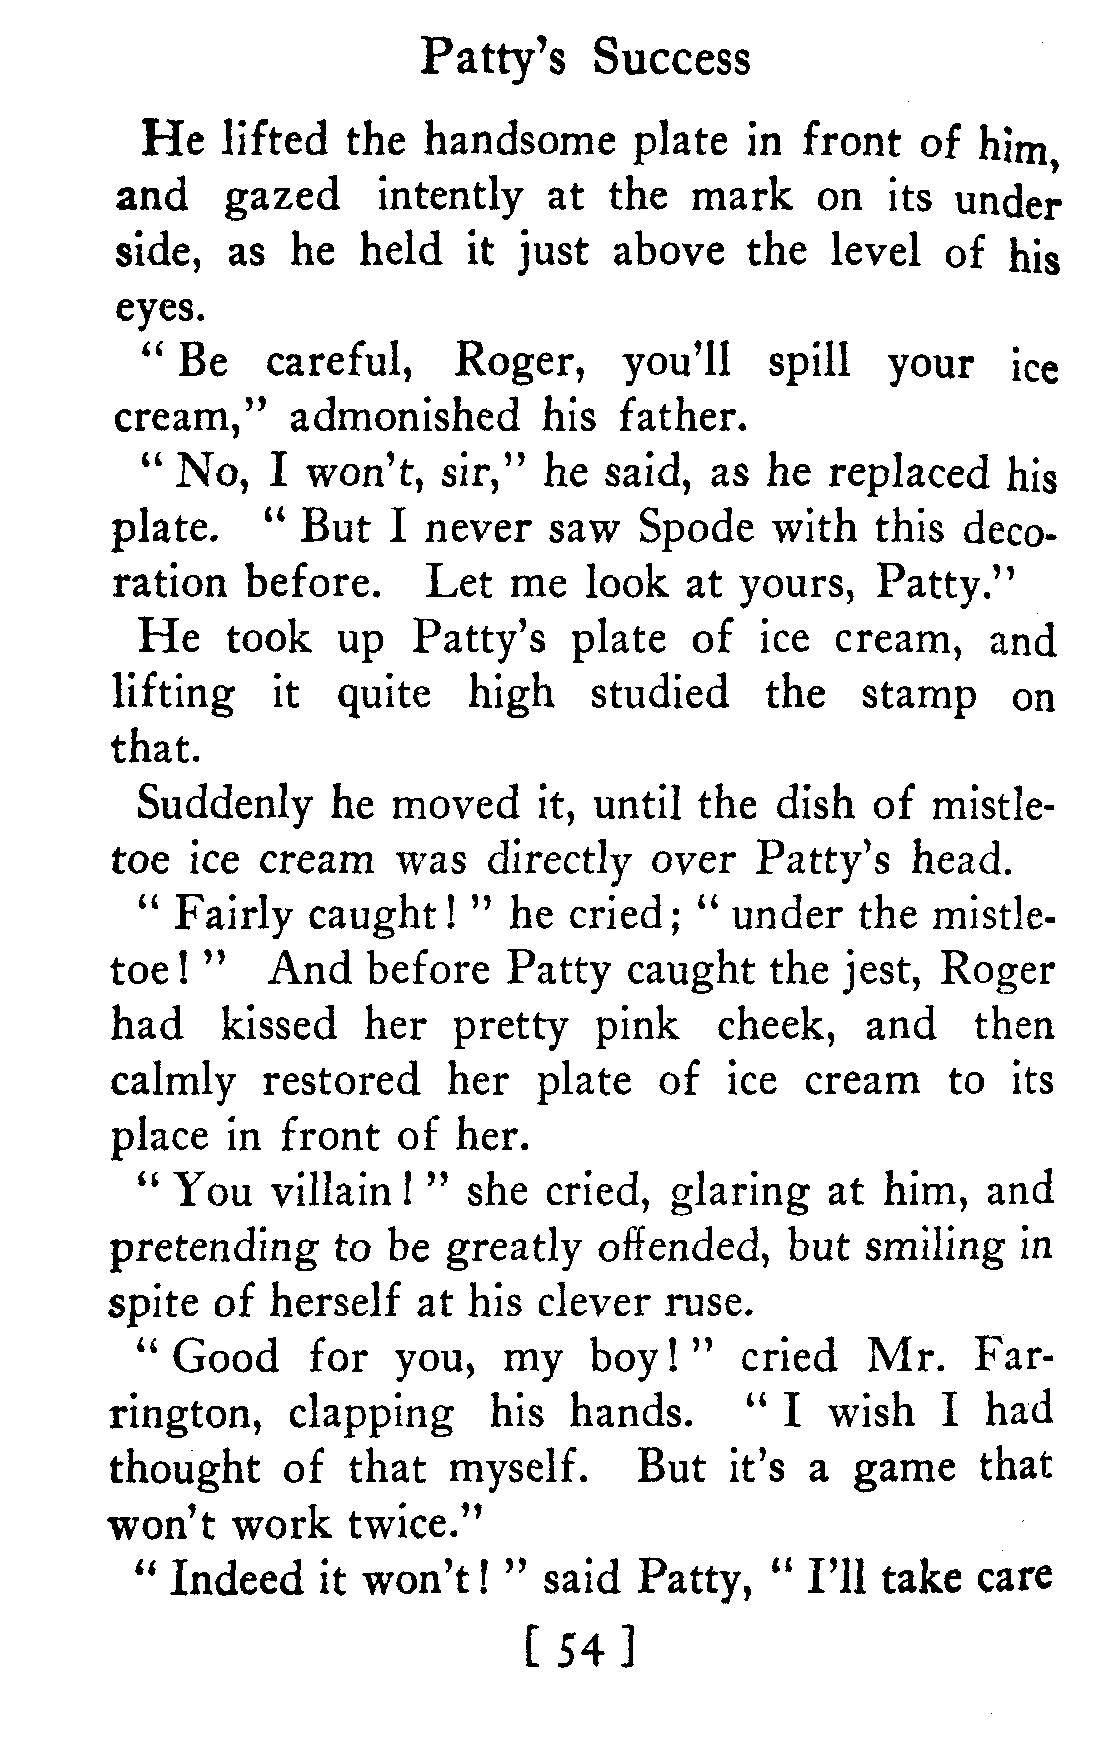 Patty's Success
He lifted the handsome plate in front of him,
and gazed intently at the mark on its under
side, as he held it just above the level of his
eyes.
" Be careful, Roger, you'll spill your ice
cream," admonished his father.
" No, I won't, sir," he said, as he replaced his
plate. " But I never saw Spode with this deco-
ration before. Let me look at yours, Patty."
He took up Patty's plate of ice cream, and
lifting it quite high studied the stamp on
that.
Suddenly he moved it, until the dish of mistle-
toe ice cream was directly over Patty's head.
" Fairly caught! " he cried; " under the mistle-
toe! " And before Patty caught the jest, Roger
had kissed her pretty pink cheek, and then
calmly restored her plate of ice cream to its
place in front of her.
" You villain! " she cried, glaring at him, and
pretending to be greatly offended, but smiling in
spite of herself at his clever ruse.
" Good for you, my boy! " cried Mr. Far-
rington, clapping his hands. " I wish I had
thought of that myself. But it's a game that
won't work twice."
" Indeed it won't! " said Patty, " I'll take care
[ 54 ]